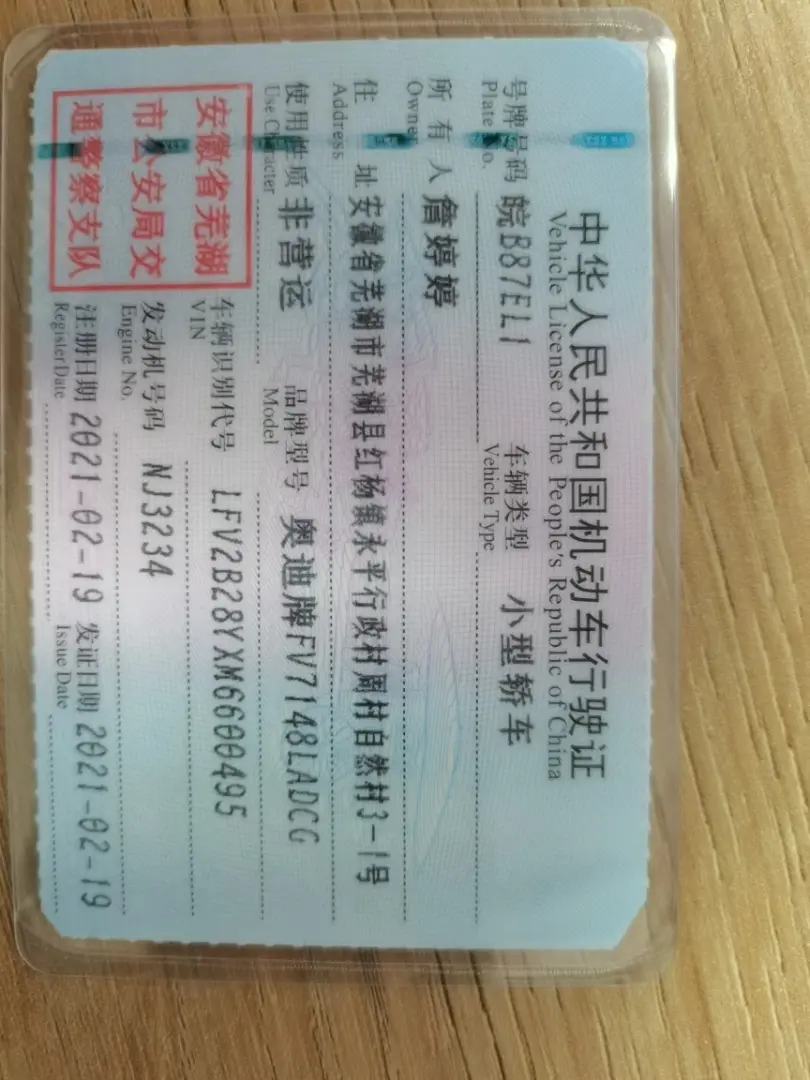 中华人民共和国机动车行驶证
Vehicle License of the People's Republic of China
号牌号码 皖B87EL1 车辆类型 小型轿车
Plate No. Vehicle Type
所有人 詹婷婷
Owner
住址 安徽省芜湖市芜湖县红杨镇永平行政村周村自然村3-1号
Address
使用性质 非营运 品牌型号 奥迪牌FV7148LADCG
Use Character Model
安徽省芜湖
市公安局交
通警察支队
车辆识别代号 LFV2B28YXM6600495
VIN
发动机号码 NJ3234
Engine No.
注册日期 2021-02-19 发证日期 2021-02-19
Register Date Issue Date